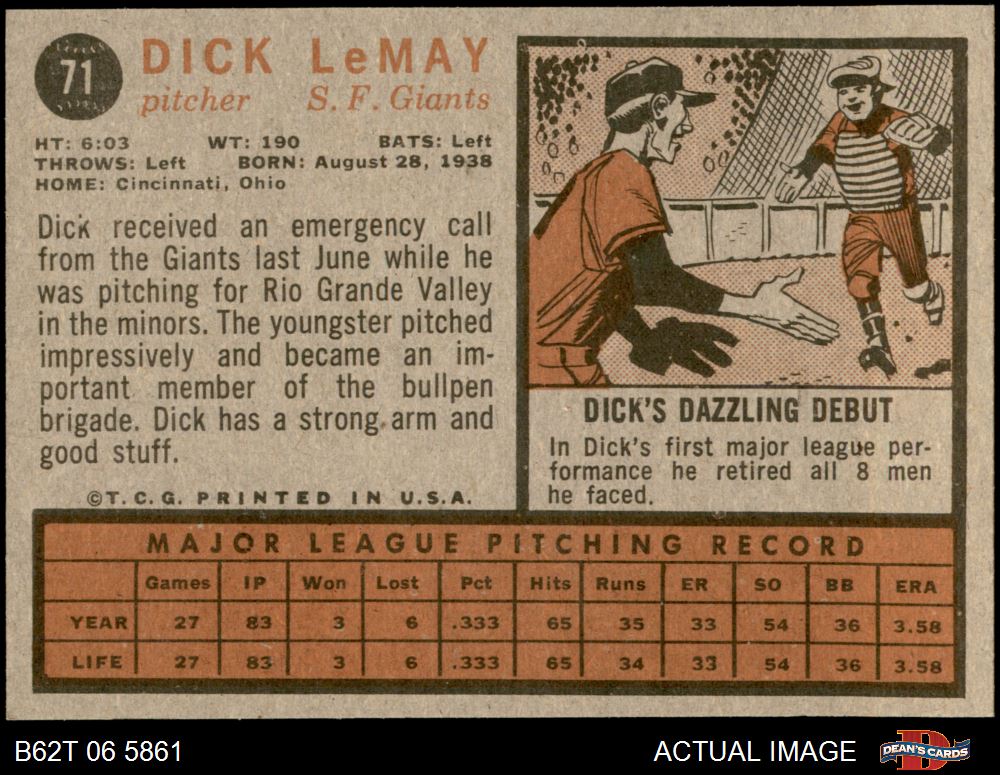 71
DICK LeMAY
pitcher S. F. Giants
HT: 6:03 WT: 190 BATS: Left
THROWS: Left BORN: August 28, 1938
HOME: Cincinnati, Ohio
Dick received an emergency call
from the Giants last June while he
was pitching for Rio Grande Valley
in the minors. The youngster pitched
impressively and became an im-
portant member of the bullpen
brigade. Dick has a strong arm and
good stuff.
©T. C. G. PRINTED IN U.S.A.
DICK'S DAZZLING DEBUT
In Dick's first major league per-
formance he retired all 8 men
he faced.
MAJOR LEAGUE PITCHING RECORD
Games IP Won Lost Pct Hits Runs ER SO BB ERA
YEAR 27 83 3 6 .333 65 35 33 54 36 3.58
LIFE 27 83 3 6 .333 65 34 33 54 36 3.58
B62T 06 5861 ACTUAL IMAGE D DEAN'S CARDS